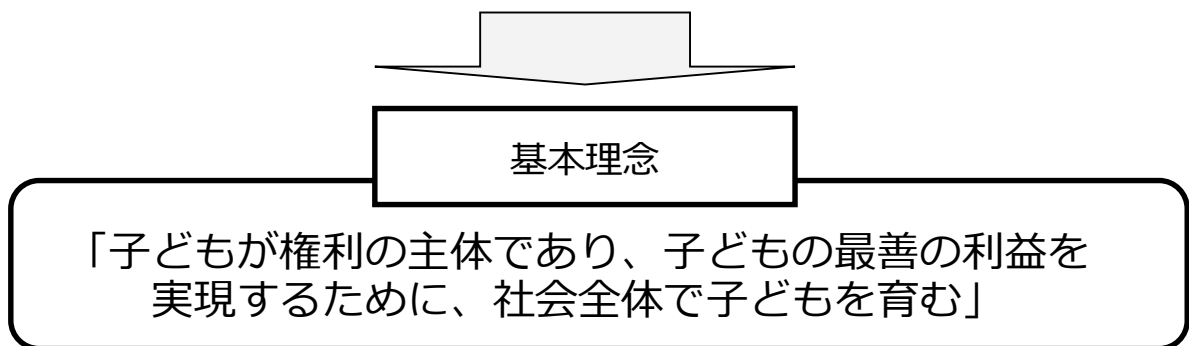 基本理念
「子どもが権利の主体であり、子どもの最善の利益を
実現するために、社会全体で子どもを育む」